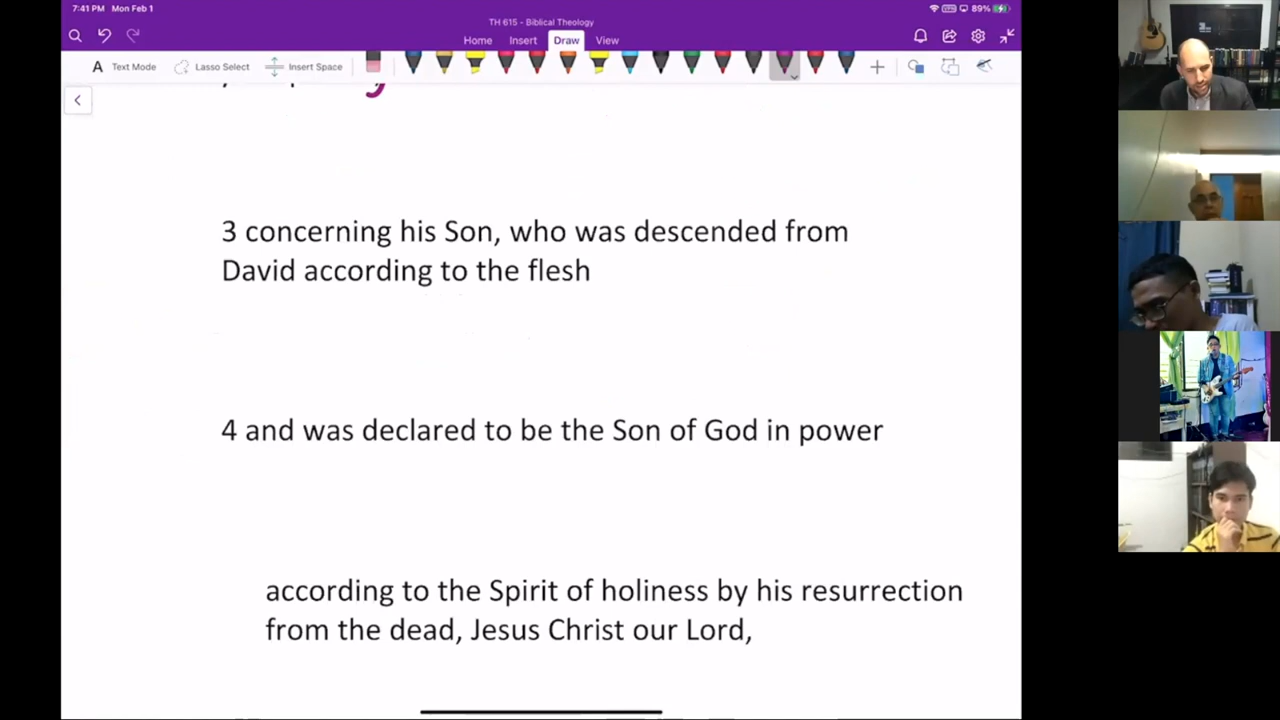 7:41 PM Mon Feb 1
89%
TH 615 - Biblical Theology
Home Insert Draw View
Text Mode Lasso Select Insert Space
3 concerning his Son, who was descended from
David according to the flesh
4 and was declared to be the Son of God in power
according to the Spirit of holiness by his resurrection
from the dead, Jesus Christ our Lord,